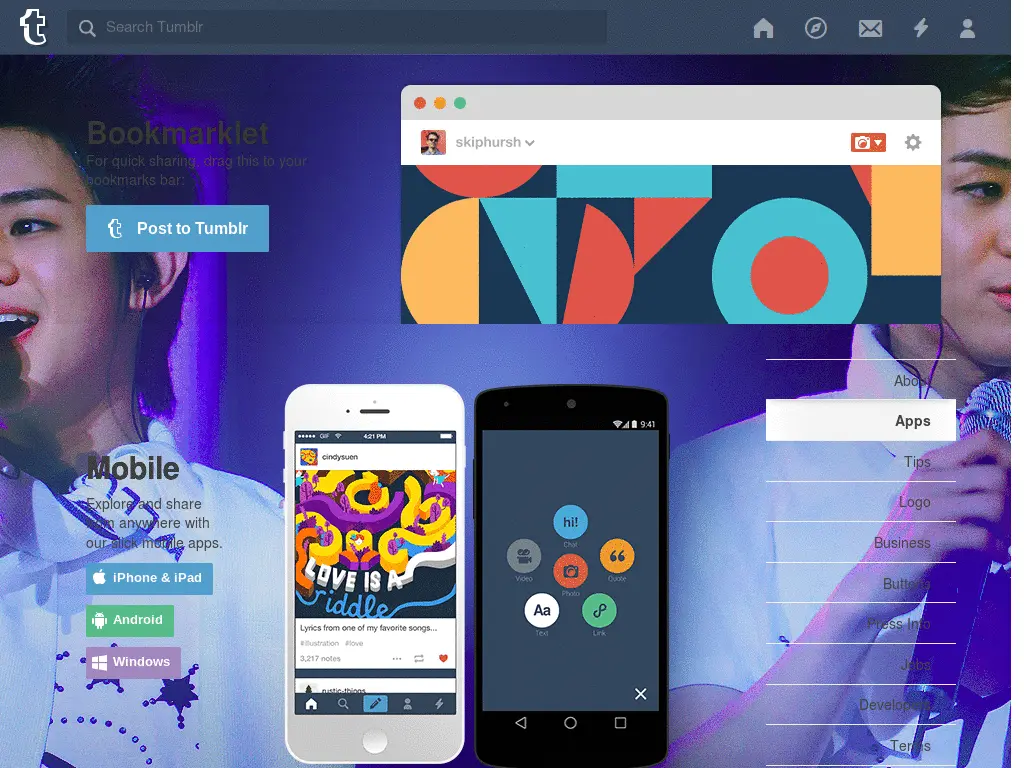 Search Tumblr
Bookmarklet
For quick sharing, drag this to your
bookmarks bar:
Post to Tumblr
skiphursh
About
Apps
Tips
Logo
Business
Buttons
Press Info
Jobs
Developers
Terms
Mobile
Explore and share
from anywhere with
our slick mobile apps.
iPhone & iPad
Android
Windows
GIF
4:21 PM
cindysuen
LOVE IS A
riddle
Lyrics from one of my favorite songs...
#illustration #love
3,217 notes
rustic-things
9:41
hi!
Chat
Video
Quote
Photo
Aa
Text
Link